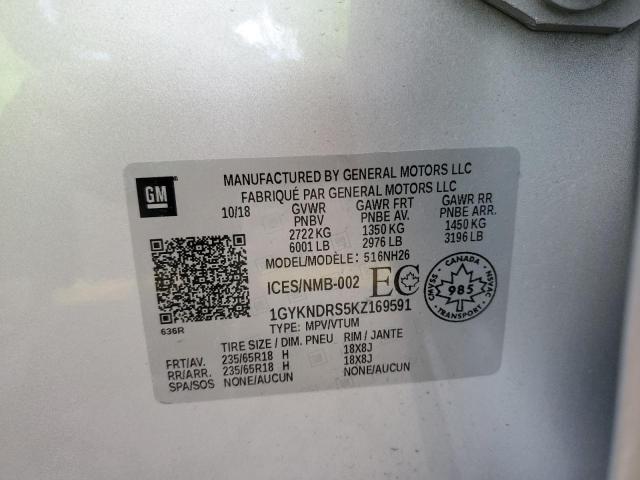 MANUFACTURED BY GENERAL MOTORS LLC
FABRIQUÉ PAR GENERAL MOTORS LLC
GM
10/18 GVWR GAWR FRT GAWR RR
PNBV PNBE AV. PNBE ARR.
2722 KG 1350 KG 1450 KG
6001 LB 2976 LB 3196 LB
MODEL/MODÈLE: 516NH26
ICES/NMB-002 EC
CANADA
985
CMVSS
NSVAC
636R
1GYKNDRS5KZ169591
TYPE: MPV/VTUM
TIRE SIZE / DIM. PNEU RIM / JANTE
FRT/AV. 235/65R18 H 18X8J
RR/ARR. 235/65R18 H 18X8J
SPA/SOS NONE/AUCUN NONE/AUCUN